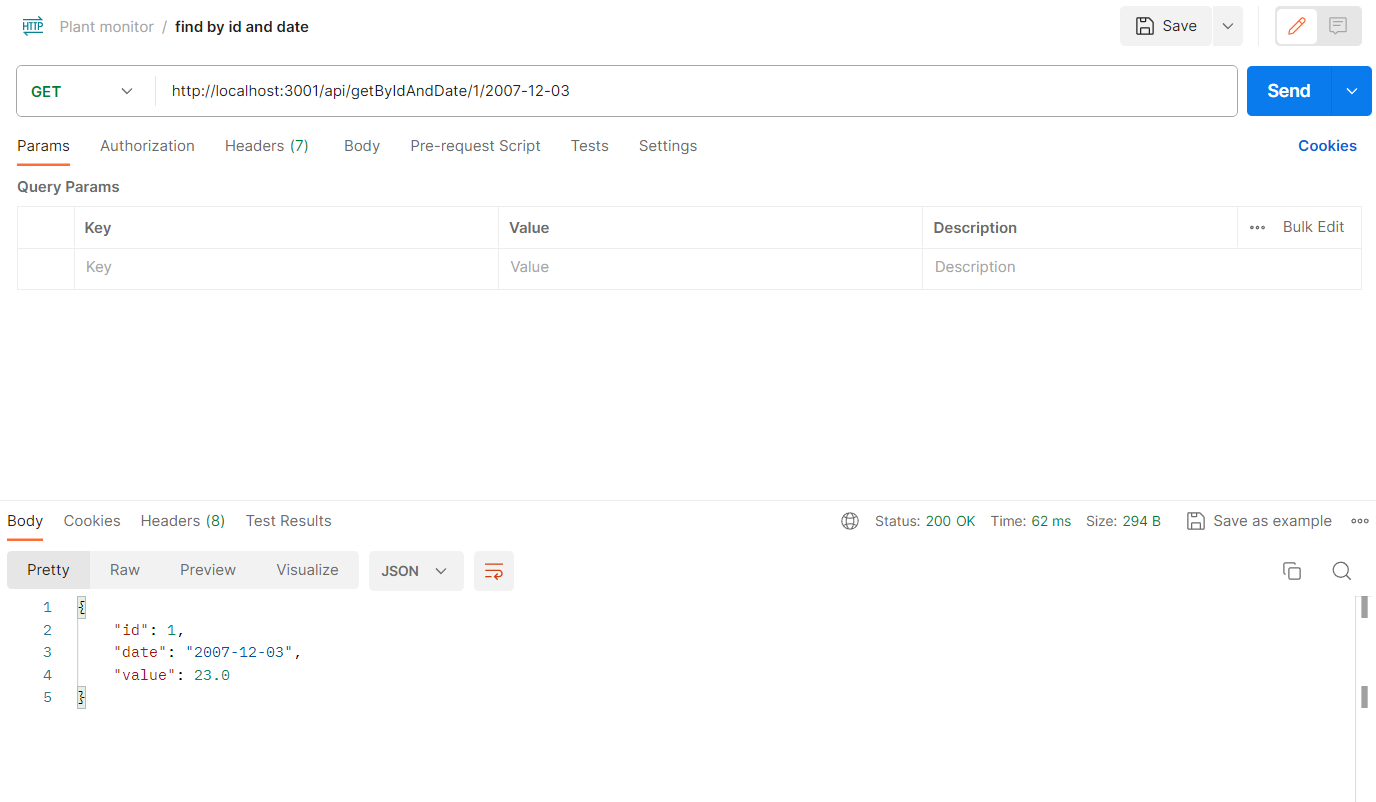 HTTP Plant monitor / find by id and date Save
GET http://localhost:3001/api/getByIdAndDate/1/2007-12-03 Send
Params Authorization Headers (7) Body Pre-request Script Tests Settings Cookies
Query Params
Key Value Description ••• Bulk Edit
Key Value Description
Body Cookies Headers (8) Test Results Status: 200 OK Time: 62 ms Size: 294 B Save as example
Pretty Raw Preview Visualize JSON
1 {
2 "id": 1,
3 "date": "2007-12-03",
4 "value": 23.0
5 }